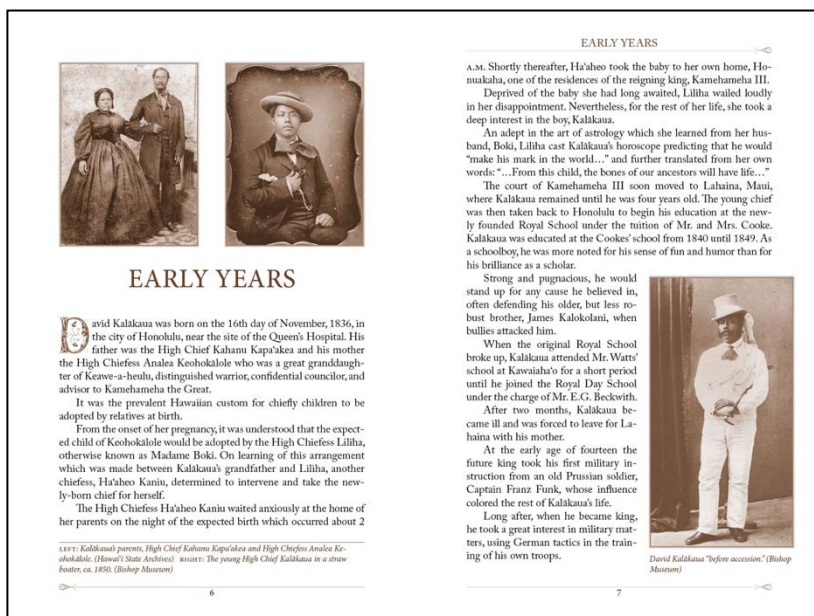 EARLY YEARS
David Kalākaua was born on the 16th day of November, 1836, in
the city of Honolulu, near the site of the Queen's Hospital. His
father was the High Chief Kahanu Kapa'akea and his mother
the High Chiefess Analea Keohokālole who was a great granddaugh-
ter of Keawe-a-heulu, distinguished warrior, confidential councilor, and
advisor to Kamehameha the Great.
It was the prevalent Hawaiian custom for chiefly children to be
adopted by relatives at birth.
From the onset of her pregnancy, it was understood that the expect-
ed child of Keohokālole would be adopted by the High Chiefess Liliha,
otherwise known as Madame Boki. On learning of this arrangement
which was made between Kalākaua's grandfather and Liliha, another
chiefess, Ha'aheo Kaniu, determined to intervene and take the new-
ly-born chief for herself.
The High Chiefess Ha'aheo Kaniu waited anxiously at the home of
her parents on the night of the expected birth which occurred about 2
LEFT: Kalākaua's parents, High Chief Kahanu Kapa'akea and High Chiefess Analea Ke-
ohokālole. (Hawai'i State Archives) RIGHT: The young High Chief Kalākaua in a straw
boater, ca. 1850. (Bishop Museum)
6
EARLY YEARS
A.M. Shortly thereafter, Ha'aheo took the baby to her own home, Ho-
nuakaha, one of the residences of the reigning king, Kamehameha III.
Deprived of the baby she had long awaited, Liliha wailed loudly
in her disappointment. Nevertheless, for the rest of her life, she took a
deep interest in the boy, Kalākaua.
An adept in the art of astrology which she learned from her hus-
band, Boki, Liliha cast Kalākaua's horoscope predicting that he would
"make his mark in the world…" and further translated from her own
words: "…From this child, the bones of our ancestors will have life…"
The court of Kamehameha III soon moved to Lahaina, Maui,
where Kalākaua remained until he was four years old. The young chief
was then taken back to Honolulu to begin his education at the new-
ly founded Royal School under the tuition of Mr. and Mrs. Cooke.
Kalākaua was educated at the Cookes' school from 1840 until 1849. As
a schoolboy, he was more noted for his sense of fun and humor than for
his brilliance as a scholar.
Strong and pugnacious, he would
stand up for any cause he believed in,
often defending his older, but less ro-
bust brother, James Kalokolani, when
bullies attacked him.
When the original Royal School
broke up, Kalākaua attended Mr. Watts'
school at Kawaiaha'o for a short period
until he joined the Royal Day School
under the charge of Mr. E.G. Beckwith.
After two months, Kalākaua be-
came ill and was forced to leave for La-
haina with his mother.
At the early age of fourteen the
future king took his first military in-
struction from an old Prussian soldier,
Captain Franz Funk, whose influence
colored the rest of Kalākaua's life.
Long after, when he became king,
he took a great interest in military mat-
ters, using German tactics in the train-
ing of his own troops.
David Kalākaua "before accession." (Bishop
Museum)
7